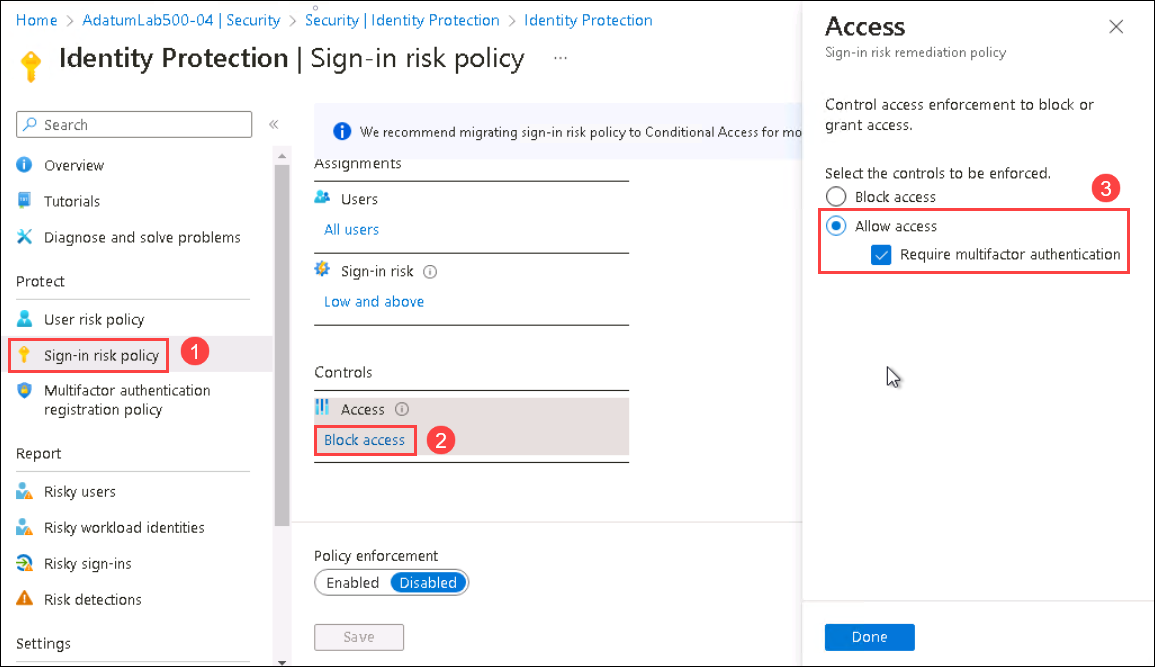 Home > AdatumLab500-04 | Security > Security | Identity Protection > Identity Protection
Identity Protection | Sign-in risk policy ...
Search
«
Overview
Tutorials
Diagnose and solve problems
Protect
User risk policy
Sign-in risk policy
1
Multifactor authentication
registration policy
Report
Risky users
Risky workload identities
Risky sign-ins
Risk detections
Settings
We recommend migrating sign-in risk policy to Conditional Access for mo
Assignments
Users
All users
Sign-in risk
Low and above
Controls
Access
Block access
2
Policy enforcement
Enabled Disabled
Save
Access
Sign-in risk remediation policy
Control access enforcement to block or
grant access.
Select the controls to be enforced.
3
Block access
Allow access
Require multifactor authentication
Done